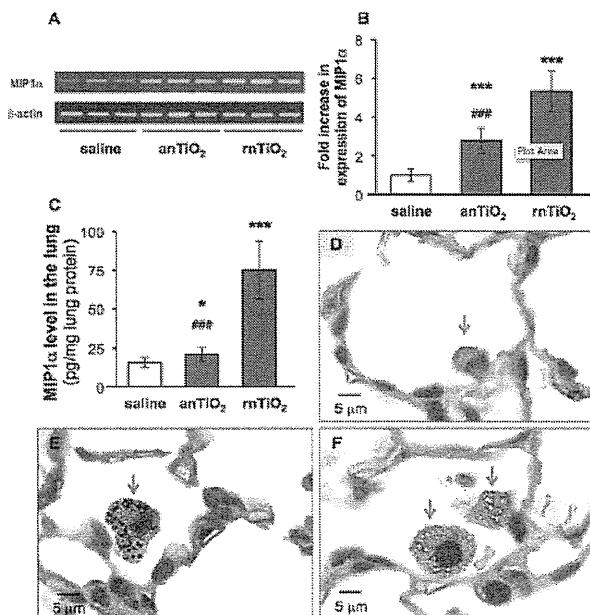 A
MIP1α
β-actin
saline anTiO₂ rnTiO₂
B
Fold increase in
expression of MIP1α
8
6
4
2
0
***
###
***
Plot Area
saline anTiO₂ rnTiO₂
C
MIP1α level in the lung
(pg/mg lung protein)
100
75
50
25
0
*
###
***
saline anTiO₂ rnTiO₂
D
5 μm
E
5 μm
F
5 μm